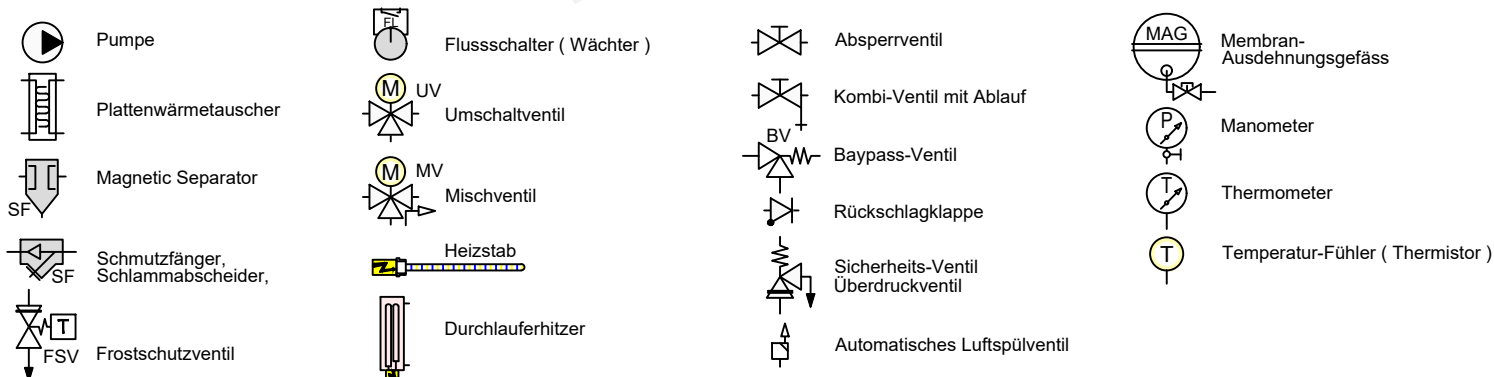 Pumpe
Plattenwärmetauscher
Magnetic Separator
SF
Schmutzfänger,
Schlammabscheider,
SF
T
FSV
Frostschutzventil
FL
Flussschalter ( Wächter )
M
UV
Umschaltventil
M
MV
Mischventil
Heizstab
Durchlauferhitzer
Absperrventil
Kombi-Ventil mit Ablauf
BV
Baypass-Ventil
Rückschlagklappe
Sicherheits-Ventil
Überdruckventil
Automatisches Luftspülventil
MAG
Membran-
Ausdehnungsgefäss
P
Manometer
T
Thermometer
T
Temperatur-Fühler ( Thermistor )